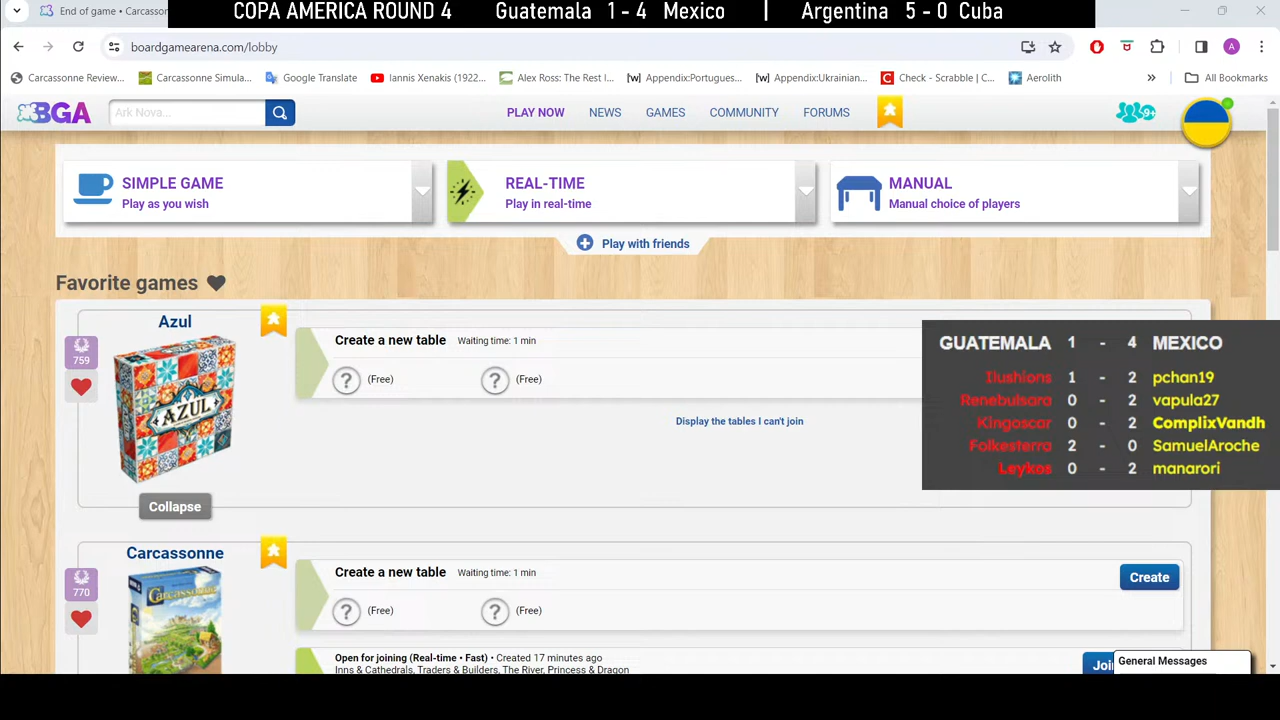 COPA AMERICA ROUND 4 Guatemala 1 - 4 Mexico | Argentina 5 - 0 Cuba
End of game • Carcasson
boardgamearena.com/lobby
A
Carcassonne Review... Carcassonne Simula... Google Translate Iannis Xenakis (1922... Alex Ross: The Rest I... [w] Appendix:Portugues... [w] Appendix:Ukrainian... Check - Scrabble | C... Aerolith » All Bookmarks
BGA Ark Nova... PLAY NOW NEWS GAMES COMMUNITY FORUMS 9+
SIMPLE GAME
Play as you wish
REAL-TIME
Play in real-time
MANUAL
Manual choice of players
Play with friends
Favorite games
Azul
759
AZUL
Collapse
Create a new table Waiting time: 1 min
? (Free) ? (Free)
Display the tables I can't join
GUATEMALA 1 - 4 MEXICO
Ilushions 1 - 2 pchan19
Renebulsara 0 - 2 vapula27
Kingoscar 0 - 2 ComplixVandh
Folkesterra 2 - 0 SamuelAroche
Leykos 0 - 2 manarori
Carcassonne
770
Carcassonne
Create a new table Waiting time: 1 min
Create
? (Free) ? (Free)
Open for joining (Real-time • Fast) • Created 17 minutes ago
Inns & Cathedrals, Traders & Builders, The River, Princess & Dragon
Joi
General Messages